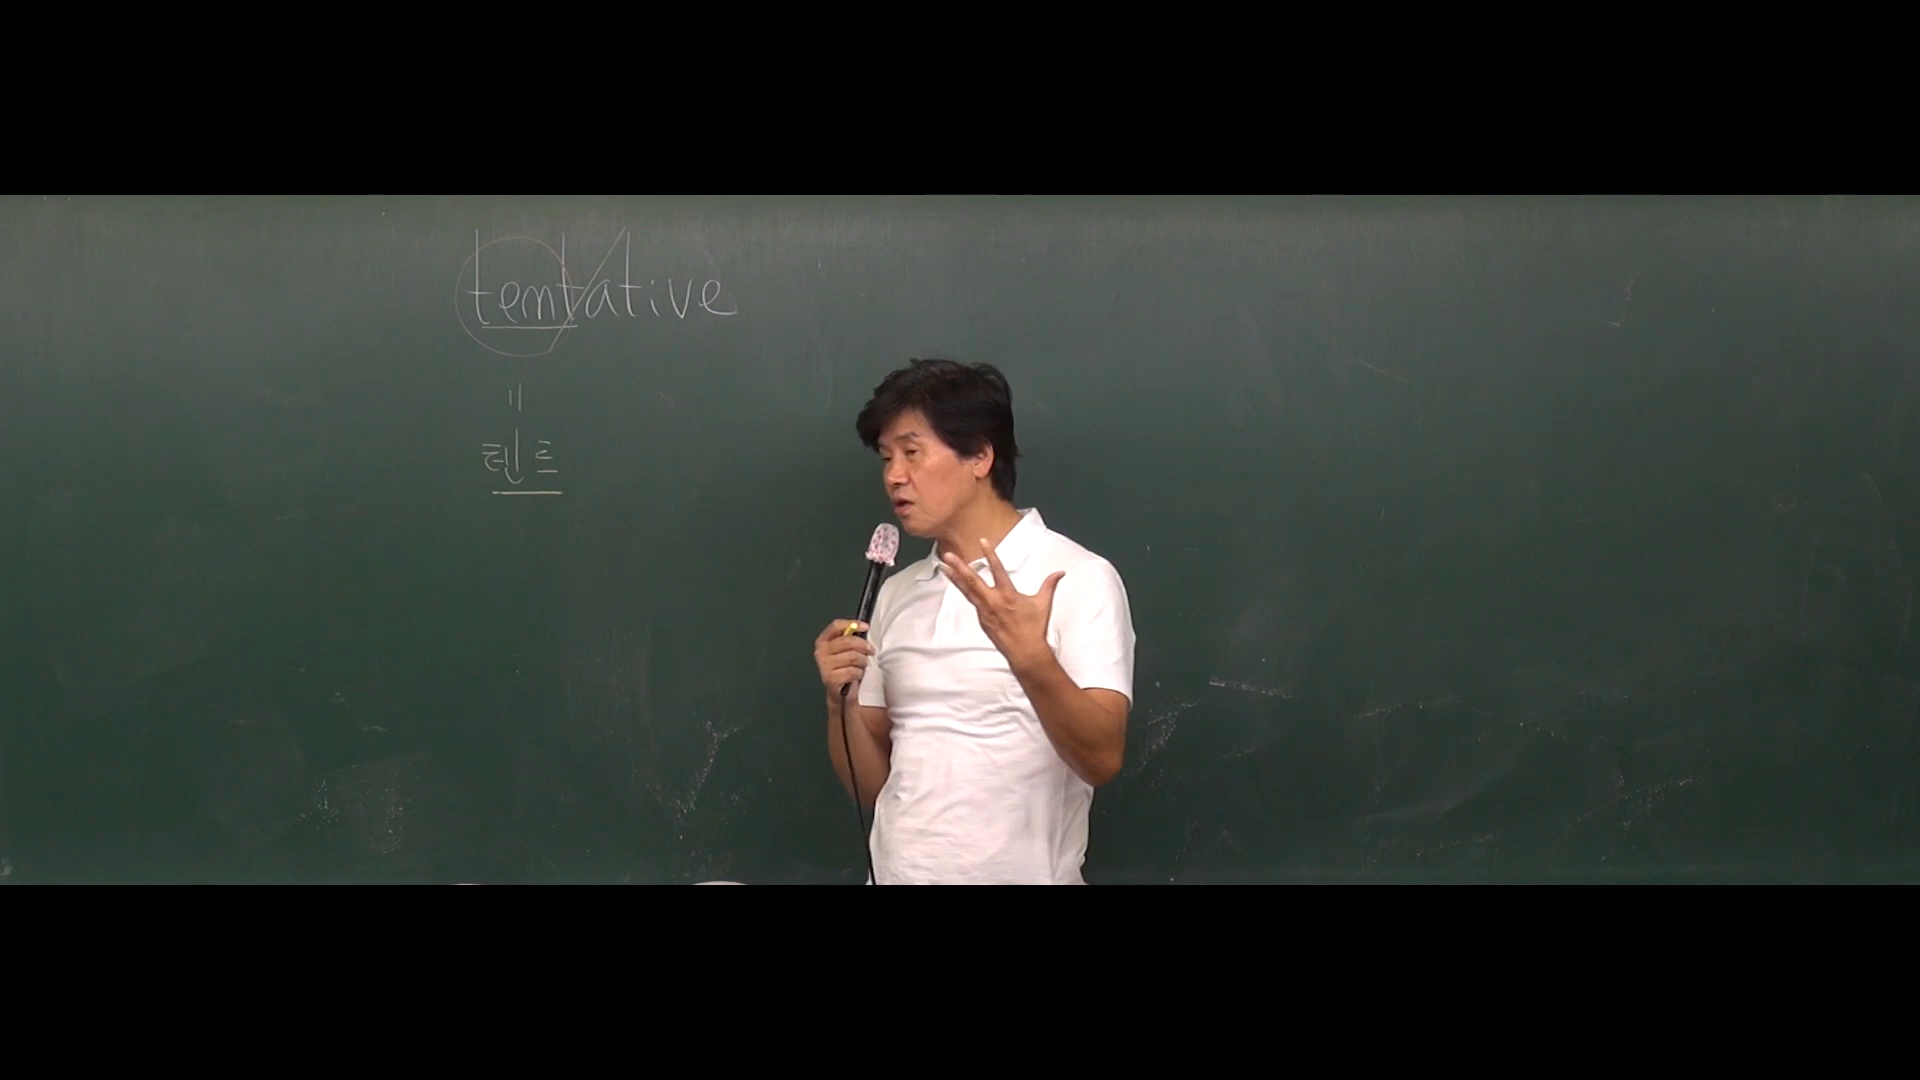 tentative
=
텐트